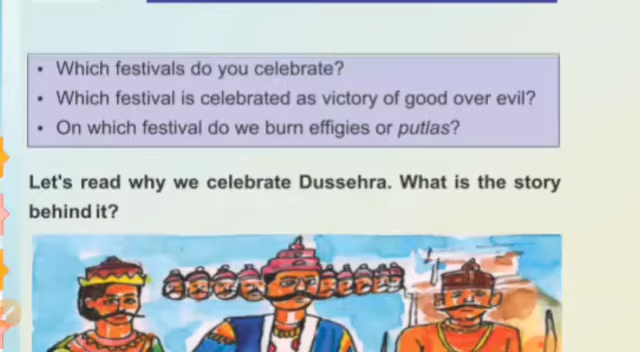 • Which festivals do you celebrate?
• Which festival is celebrated as victory of good over evil?
• On which festival do we burn effigies or putlas?
Let's read why we celebrate Dussehra. What is the story
behind it?